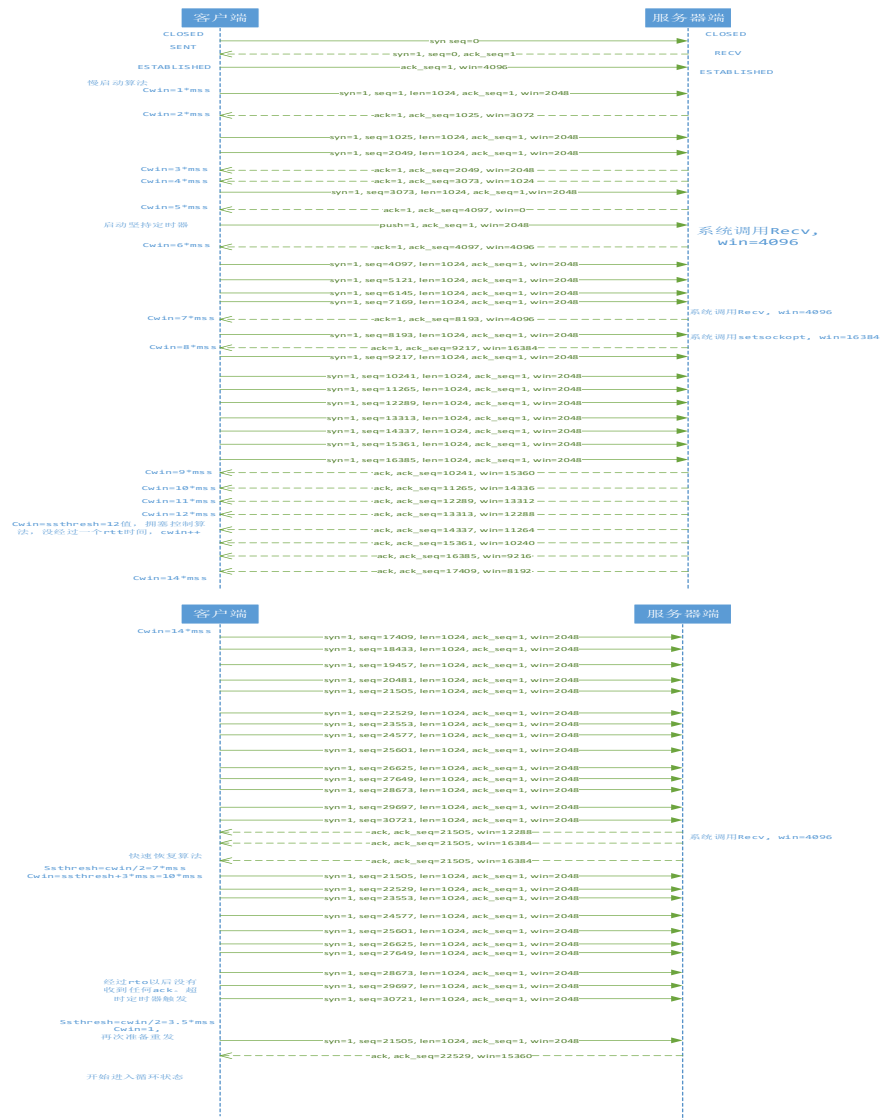 客户端 服务器端
CLOSED CLOSED
syn seq=0
SENT
syn=1, seq=0, ack_seq=1 RECV
ESTABLISHED ack_seq=1, win=4096
ESTABLISHED
慢启动算法
Cwin=1*mss syn=1, seq=1, len=1024, ack_seq=1, win=2048
Cwin=2*mss ack=1, ack_seq=1025, win=3072
syn=1, seq=1025, len=1024, ack_seq=1, win=2048
syn=1, seq=2049, len=1024, ack_seq=1, win=2048
Cwin=3*mss ack=1, ack_seq=2049, win=2048
Cwin=4*mss ack=1, ack_seq=3073, win=1024
syn=1, seq=3073, len=1024, ack_seq=1,win=2048
Cwin=5*mss ack=1, ack_seq=4097, win=0
启动坚持定时器 push=1, ack_seq=1, win=2048
系统调用Recv,
win=4096
Cwin=6*mss ack=1, ack_seq=4097, win=4096
syn=1, seq=4097, len=1024, ack_seq=1, win=2048
syn=1, seq=5121, len=1024, ack_seq=1, win=2048
syn=1, seq=6145, len=1024, ack_seq=1, win=2048
syn=1, seq=7169, len=1024, ack_seq=1, win=2048
系统调用Recv, win=4096
Cwin=7*mss ack=1, ack_seq=8193, win=4096
syn=1, seq=8193, len=1024, ack_seq=1, win=2048
系统调用setsockopt, win=16384
Cwin=8*mss ack=1, ack_seq=9217, win=16384
syn=1, seq=9217, len=1024, ack_seq=1, win=2048
syn=1, seq=10241, len=1024, ack_seq=1, win=2048
syn=1, seq=11265, len=1024, ack_seq=1, win=2048
syn=1, seq=12289, len=1024, ack_seq=1, win=2048
syn=1, seq=13313, len=1024, ack_seq=1, win=2048
syn=1, seq=14337, len=1024, ack_seq=1, win=2048
syn=1, seq=15361, len=1024, ack_seq=1, win=2048
syn=1, seq=16385, len=1024, ack_seq=1, win=2048
Cwin=9*mss ack, ack_seq=10241, win=15360
Cwin=10*mss ack, ack_seq=11265, win=14336
Cwin=11*mss ack, ack_seq=12289, win=13312
Cwin=12*mss ack, ack_seq=13313, win=12288
Cwin=ssthresh=12值，拥塞控制算
法，没经过一个rtt时间，cwin++
ack, ack_seq=14337, win=11264
ack, ack_seq=15361, win=10240
ack, ack_seq=16385, win=9216
ack, ack_seq=17409, win=8192
Cwin=14*mss
客户端 服务器端
Cwin=14*mss
syn=1, seq=17409, len=1024, ack_seq=1, win=2048
syn=1, seq=18433, len=1024, ack_seq=1, win=2048
syn=1, seq=19457, len=1024, ack_seq=1, win=2048
syn=1, seq=20481, len=1024, ack_seq=1, win=2048
syn=1, seq=21505, len=1024, ack_seq=1, win=2048
syn=1, seq=22529, len=1024, ack_seq=1, win=2048
syn=1, seq=23553, len=1024, ack_seq=1, win=2048
syn=1, seq=24577, len=1024, ack_seq=1, win=2048
syn=1, seq=25601, len=1024, ack_seq=1, win=2048
syn=1, seq=26625, len=1024, ack_seq=1, win=2048
syn=1, seq=27649, len=1024, ack_seq=1, win=2048
syn=1, seq=28673, len=1024, ack_seq=1, win=2048
syn=1, seq=29697, len=1024, ack_seq=1, win=2048
syn=1, seq=30721, len=1024, ack_seq=1, win=2048
ack, ack_seq=21505, win=12288
系统调用Recv, win=4096
ack, ack_seq=21505, win=16384
快速恢复算法
ack, ack_seq=21505, win=16384
Ssthresh=cwin/2=7*mss
Cwin=ssthresh+3*mss=10*mss syn=1, seq=21505, len=1024, ack_seq=1, win=2048
syn=1, seq=22529, len=1024, ack_seq=1, win=2048
syn=1, seq=23553, len=1024, ack_seq=1, win=2048
syn=1, seq=24577, len=1024, ack_seq=1, win=2048
syn=1, seq=25601, len=1024, ack_seq=1, win=2048
syn=1, seq=26625, len=1024, ack_seq=1, win=2048
syn=1, seq=27649, len=1024, ack_seq=1, win=2048
syn=1, seq=28673, len=1024, ack_seq=1, win=2048
经过rto以后没有
收到任何ack，超
时定时器触发
syn=1, seq=29697, len=1024, ack_seq=1, win=2048
syn=1, seq=30721, len=1024, ack_seq=1, win=2048
Ssthresh=cwin/2=3.5*mss
Cwin=1,
再次准备重发
syn=1, seq=21505, len=1024, ack_seq=1, win=2048
ack, ack_seq=22529, win=15360
开始进入循环状态